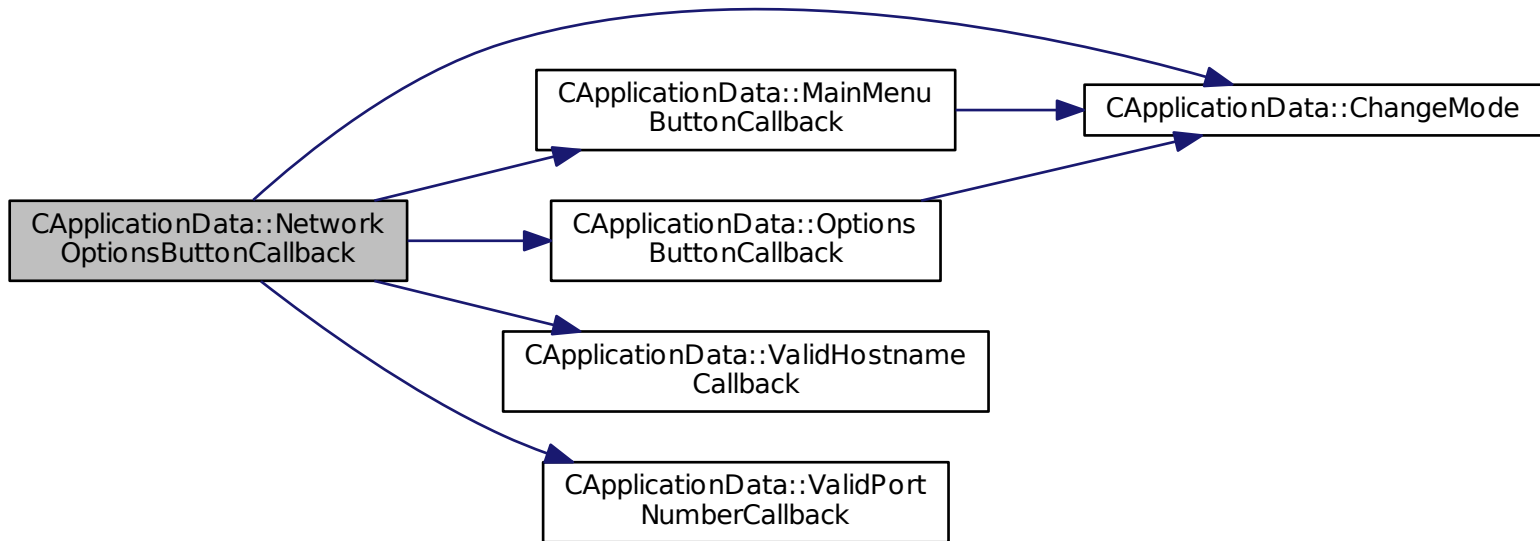 CApplicationData::MainMenu
ButtonCallback
CApplicationData::ChangeMode
CApplicationData::Network
OptionsButtonCallback
CApplicationData::Options
ButtonCallback
CApplicationData::ValidHostname
Callback
CApplicationData::ValidPort
NumberCallback